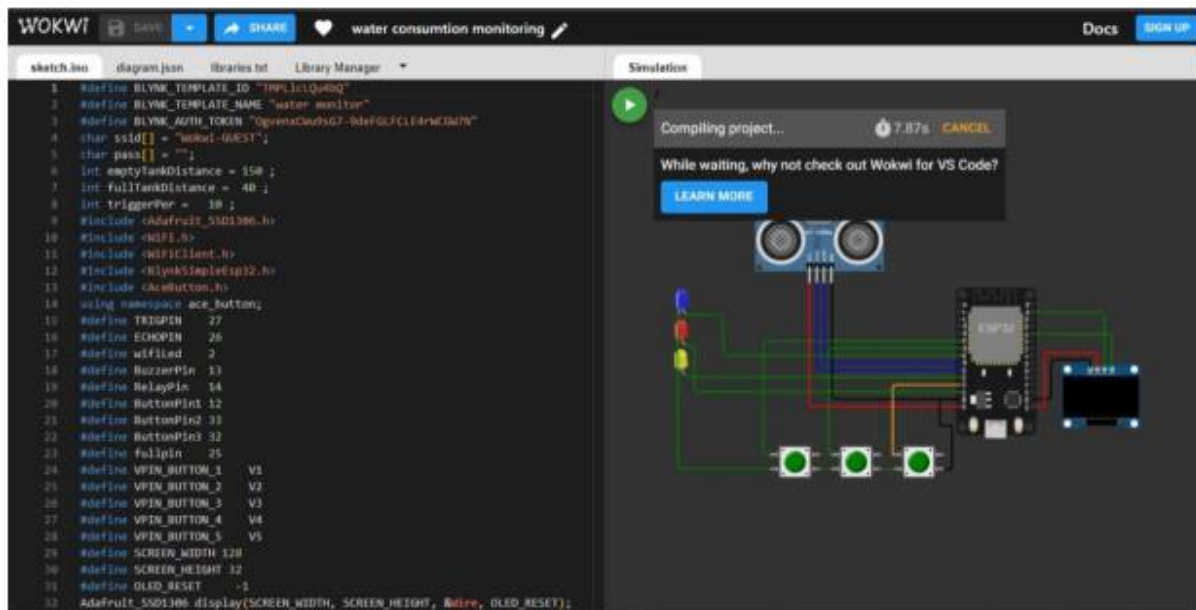 WOKWI SAVE SHARE water consumtion monitoring Docs SIGN UP
sketch.ino diagram.json libraries.txt Library Manager
1 #define BLYNK_TEMPLATE_ID
2 #define BLYNK_TEMPLATE_NAME "water monitor"
3 #define BLYNK_AUTH_TOKEN
4 char ssid[] = "Wokwi-GUEST";
5 char pass[] = "";
6 int emptyTankDistance = 150 ;
7 int fullTankDistance = 40 ;
8 int triggerPer = 10 ;
9 #include <Adafruit_SSD1306.h>
10 #include <WiFi.h>
11 #include <WiFiClient.h>
12 #include <BlynkSimpleEsp32.h>
13 #include <AceButton.h>
14 using namespace ace_button;
15 #define TRIGPIN 27
16 #define ECHOPIN 26
17 #define wifiLed 2
18 #define BuzzerPin 13
19 #define RelayPin 14
20 #define ButtonPin1 12
21 #define ButtonPin2 33
22 #define ButtonPin3 32
23 #define fullpin 25
24 #define VPIN_BUTTON_1 V1
25 #define VPIN_BUTTON_2 V2
26 #define VPIN_BUTTON_3 V3
27 #define VPIN_BUTTON_4 V4
28 #define VPIN_BUTTON_5 V5
29 #define SCREEN_WIDTH 128
30 #define SCREEN_HEIGHT 32
31 #define OLED_RESET -1
32 Adafruit_SSD1306 display(SCREEN_WIDTH, SCREEN_HEIGHT, &Wire, OLED_RESET);
Simulation
Compiling project... 7.87s CANCEL
While waiting, why not check out Wokwi for VS Code?
LEARN MORE
ESP32